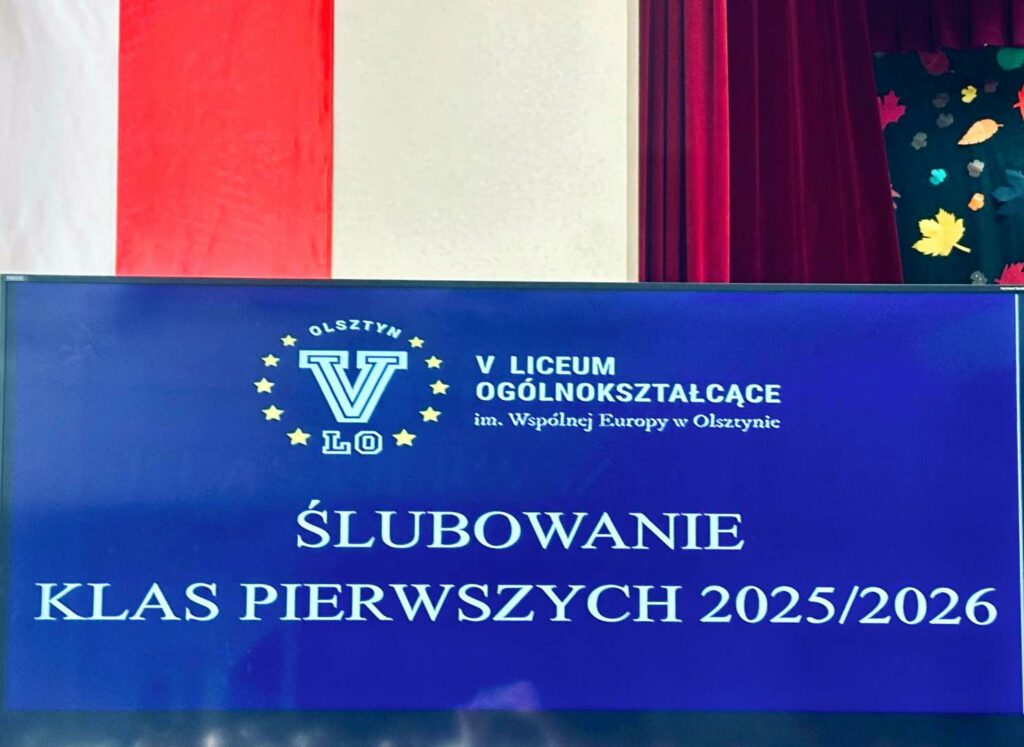 OLSZTYN
V
LO
V LICEUM
OGÓLNOKSZTAŁCĄCE
im. Wspólnej Europy w Olsztynie
ŚLUBOWANIE
KLAS PIERWSZYCH 2025/2026